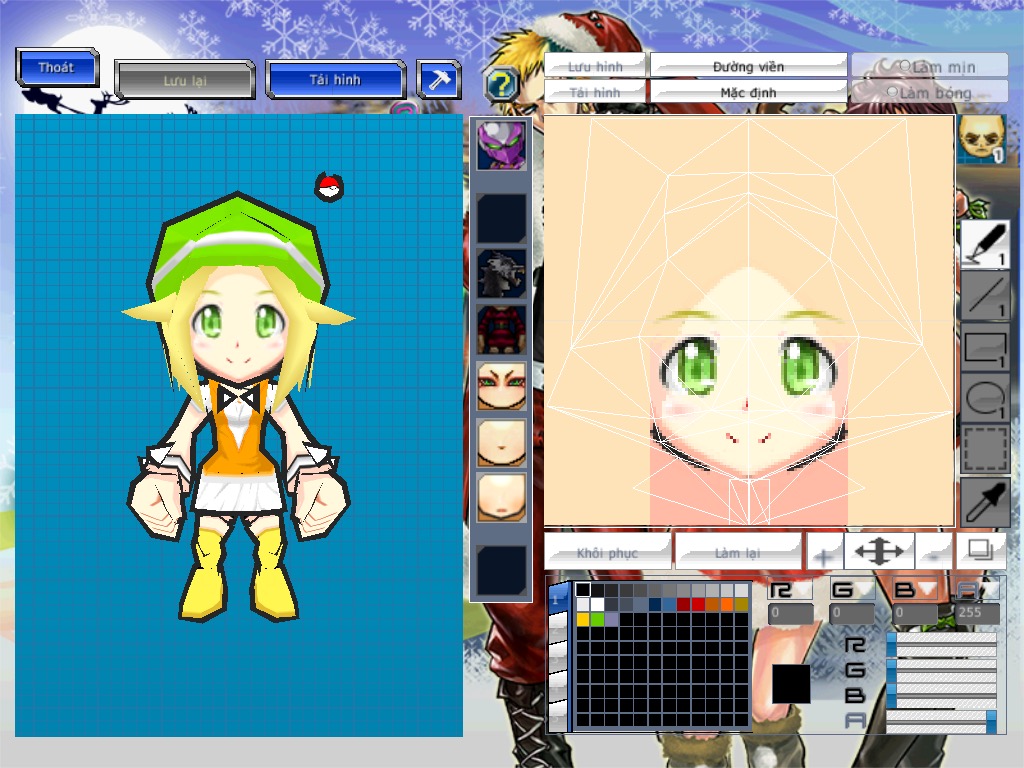 Thoát
Lưu lại
Tải hình
Lưu hình
Đường viền
Làm mịn
Tải hình
Mặc định
Làm bóng
1
1
1
1
1
Khôi phục
Làm lại
+
-
1
R
G
B
A
0
0
0
255
R
G
B
A